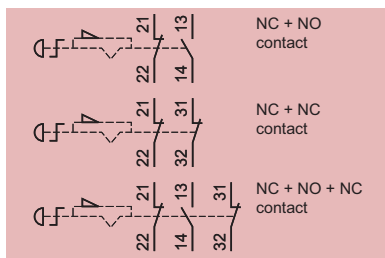 21 13
NC + NO
contact
22 14
21 31
NC + NC
contact
22 32
21 13 31
NC + NO + NC
contact
22 14 32